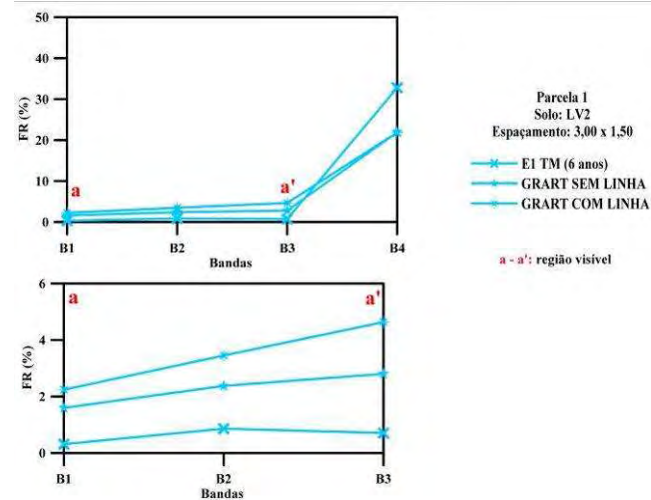 50
40
30
20
10
0
FR (%)
a
a'
B1
B2
B3
B4
Bandas
Parcela 1
Solo: LV2
Espaçamento: 3,00 x 1,50
E1 TM (6 anos)
GRART SEM LINHA
GRART COM LINHA
a - a': região visível
6
4
2
0
FR (%)
a
a'
B1
B2
B3
Bandas